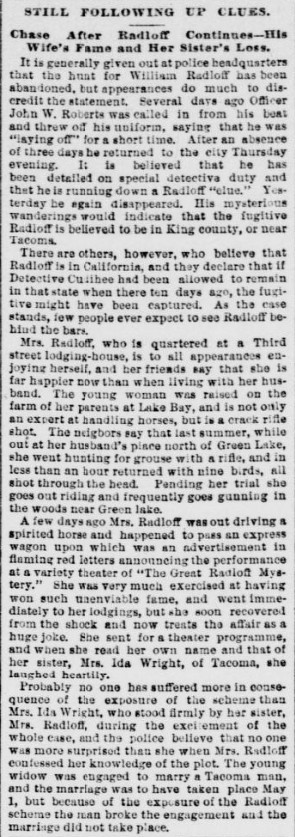 STILL FOLLOWING UP CLUES.
Chase After Radloff Continues—His
Wife's Fame and Her Sister's Loss.
It is generally given out at police headquarters
that the hunt for William Radloff has been
abandoned, but appearances do much to dis-
credit the statement. Several days ago Officer
John W. Roberts was called in from his beat
and threw off his uniform, saying that he was
"laying off" for a short time. After an absence
of three days he returned to the city Thursday
evening. It is believed that he has
been detailed on special detective duty and
that he is running down a Radloff "clue." Yes-
terday he again disappeared. His mysterious
wanderings would indicate that the fugitive
Radloff is believed to be in King county, or near
Tacoma.
There are others, however, who believe that
Radloff is in California, and they declare that if
Detective Cudihee had been allowed to remain
in that state when there ten days ago, the fugi-
tive might have been captured. As the case
stands, few people ever expect to see Radloff be-
hind the bars.
Mrs. Radloff, who is quartered at a Third
street lodging-house, is to all appearances en-
joying herself, and her friends say that she is
far happier now than when living with her hus-
band. The young woman was raised on the
farm of her parents at Lake Bay, and is not only
an expert at handling horses, but is a crack rifle
shot. The neigbors say that last summer, while
out at her husband's place north of Green Lake,
she went hunting for grouse with a rifle, and in
less than an hour returned with nine birds, all
shot through the head. Pending her trial she
goes out riding and frequently goes gunning in
the woods near Green lake.
A few days ago Mrs. Radloff was out driving a
spirited horse and happened to pass an express
wagon upon which was an advertisement in
flaming red letters announcing the performance
at a variety theater of "The Great Radloff Mys-
tery." She was very much exercised at having
won such unenviable fame, and went imme-
diately to her lodgings, but she soon recovered
from the shock and now treats the affair as a
huge joke. She sent for a theater programme,
and when she read her own name and that of
her sister, Mrs. Ida Wright, of Tacoma, she
laughed heartily.
Probably no one has suffered more in conse-
quence of the exposure of the scheme than
Mrs. Ida Wright, who stood firmly by her sister,
Mrs. Radloff, during the excitement of the
whole case, and the police believe that no one
was more surprised than she when Mrs. Radloff
confessed her knowledge of the plot. The young
widow was engaged to marry a Tacoma man,
and the marriage was to have taken place May
1, but because of the exposure of the Radloff
scheme the man broke the engagement and the
marriage did not take place.